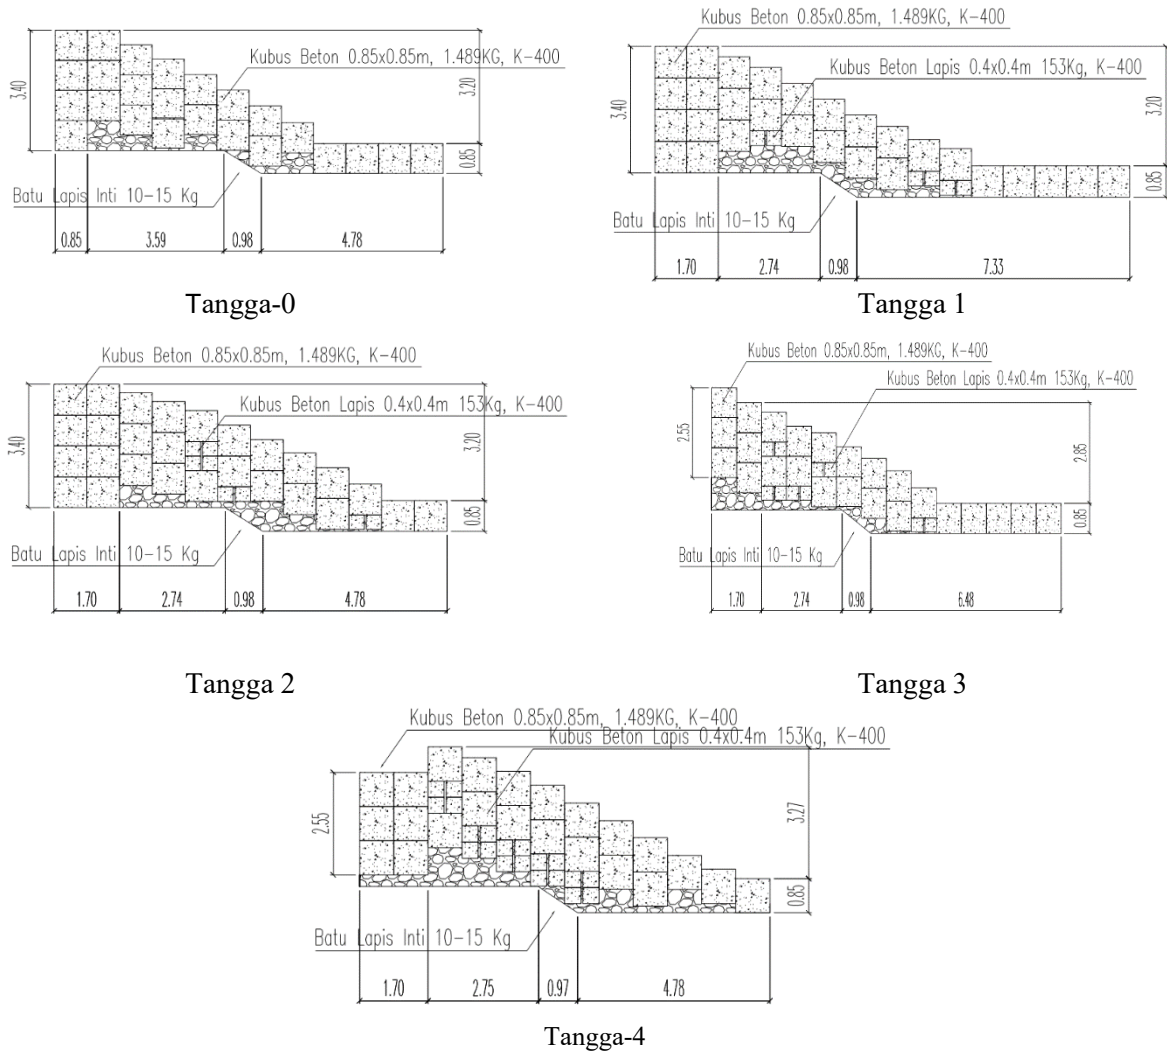 Kubus Beton 0.85x0.85m, 1.489KG, K-400
3.40
3.20
0.85
Batu Lapis Inti 10-15 Kg
0.85
3.59
0.98
4.78
Tangga-0
Kubus Beton 0.85x0.85m, 1.489KG, K-400
Kubus Beton Lapis 0.4x0.4m 153Kg, K-400
3.40
3.20
0.85
Batu Lapis Inti 10-15 Kg
1.70
2.74
0.98
7.33
Tangga 1
Kubus Beton 0.85x0.85m, 1.489KG, K-400
Kubus Beton Lapis 0.4x0.4m 153Kg, K-400
3.40
3.20
0.85
Batu Lapis Inti 10-15 Kg
1.70
2.74
0.98
4.78
Tangga 2
Kubus Beton 0.85x0.85m, 1.489KG, K-400
Kubus Beton Lapis 0.4x0.4m 153Kg, K-400
2.55
2.85
0.85
Batu Lapis Inti 10-15 Kg
1.70
2.74
0.98
6.48
Tangga 3
Kubus Beton 0.85x0.85m, 1.489KG, K-400
Kubus Beton Lapis 0.4x0.4m 153Kg, K-400
2.55
3.27
0.85
Batu Lapis Inti 10-15 Kg
1.70
2.75
0.97
4.78
Tangga-4